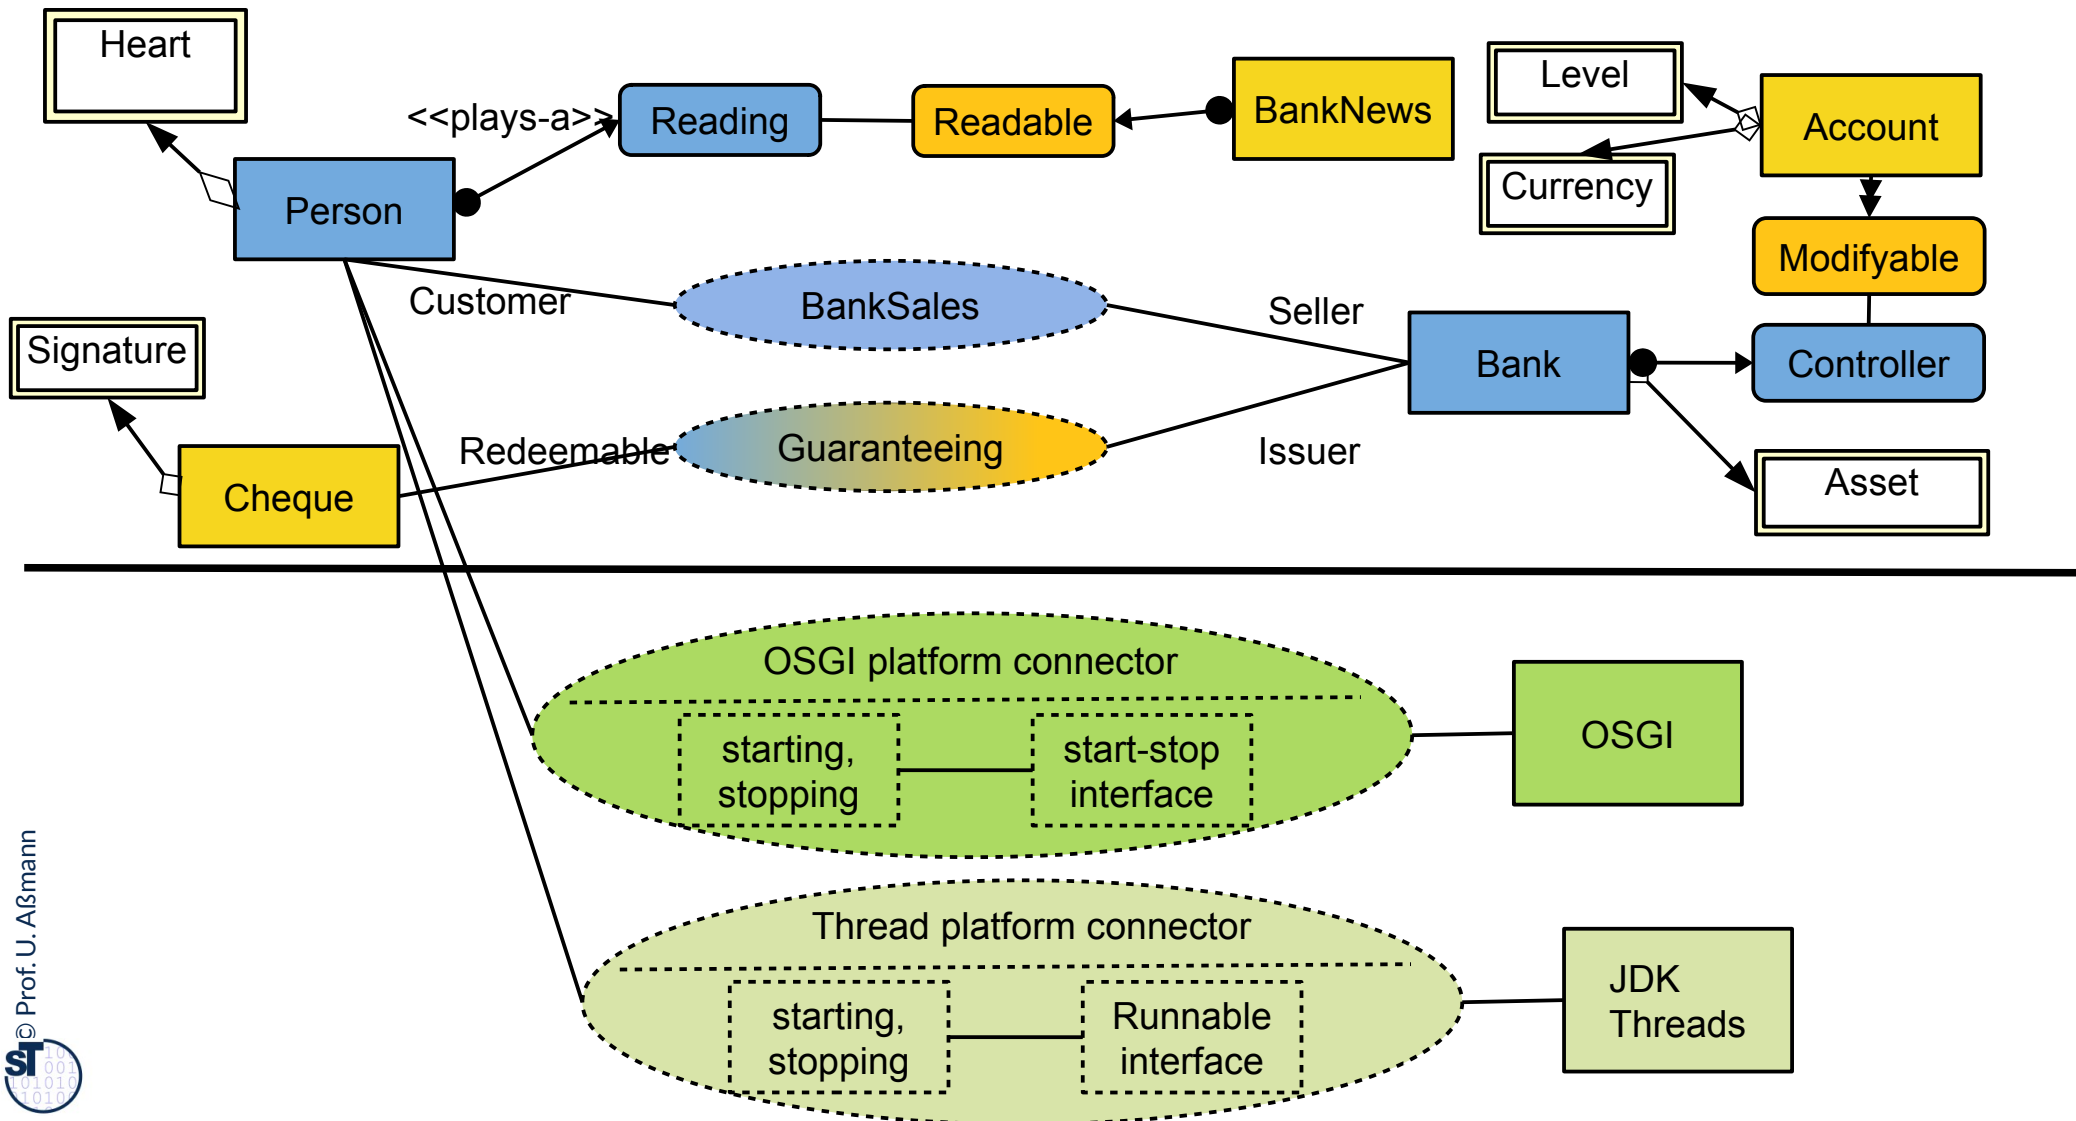 Heart
<<plays-a>>
Reading
Readable
BankNews
Level
Account
Currency
Person
Modifyable
Customer
BankSales
Seller
Signature
Bank
Controller
Redeemable
Guaranteeing
Issuer
Cheque
Asset
OSGI platform connector
starting,
stopping
start-stop
interface
OSGI
Thread platform connector
starting,
stopping
Runnable
interface
JDK
Threads
© Prof. U. Aßmann
ST